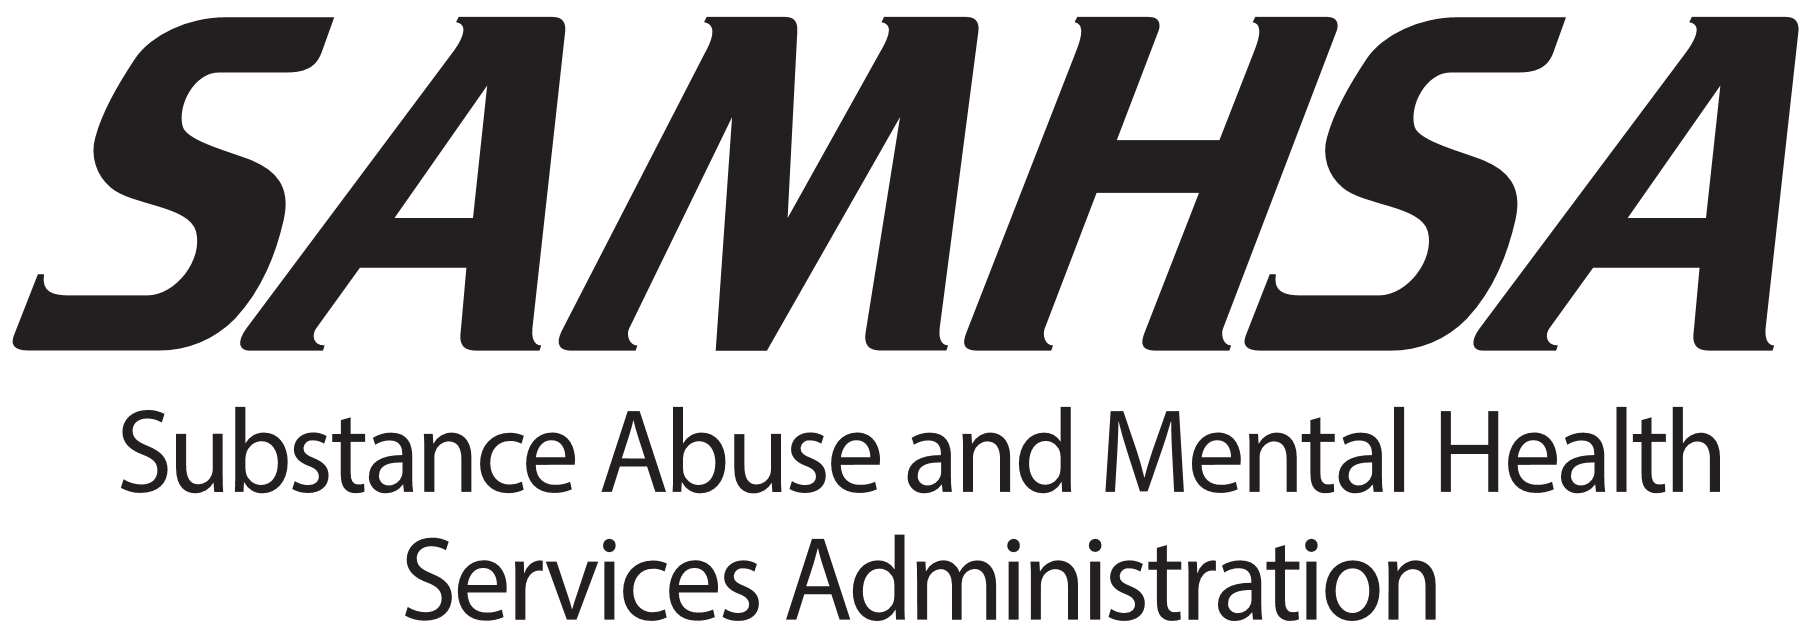 SAMHSA
Substance Abuse and Mental Health
Services Administration